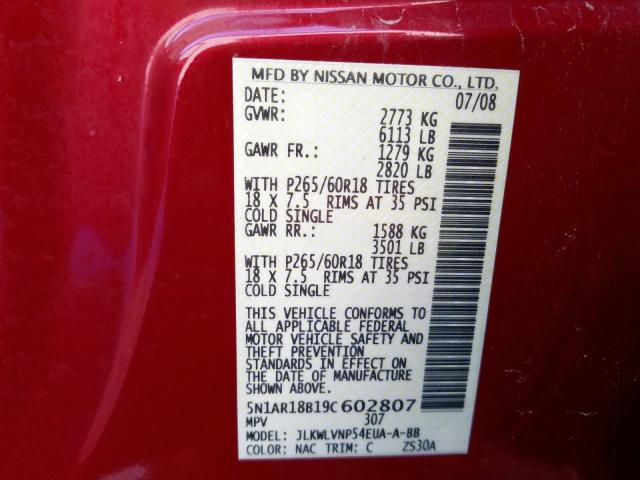 MFD BY NISSAN MOTOR CO., LTD.
DATE: 07/08
GVWR: 2773 KG
6113 LB
GAWR FR.: 1279 KG
2820 LB
WITH P265/60R18 TIRES
18 X 7.5 RIMS AT 35 PSI
COLD SINGLE
GAWR RR.: 1588 KG
3501 LB
WITH P265/60R18 TIRES
18 X 7.5 RIMS AT 35 PSI
COLD SINGLE
THIS VEHICLE CONFORMS TO
ALL APPLICABLE FEDERAL
MOTOR VEHICLE SAFETY AND
THEFT PREVENTION
STANDARDS IN EFFECT ON
THE DATE OF MANUFACTURE
SHOWN ABOVE.
5N1AR18B19C602807
MPV 307
MODEL: JLKWLVNP54EUA-A-BB
COLOR: NAC TRIM: C ZS30A